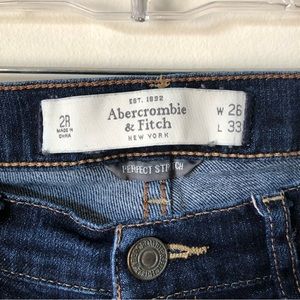 EST. 1892
Abercrombie
& Fitch
NEW YORK
2R
MADE IN
CHINA
W 26
L 33
PERFECT STRETCH